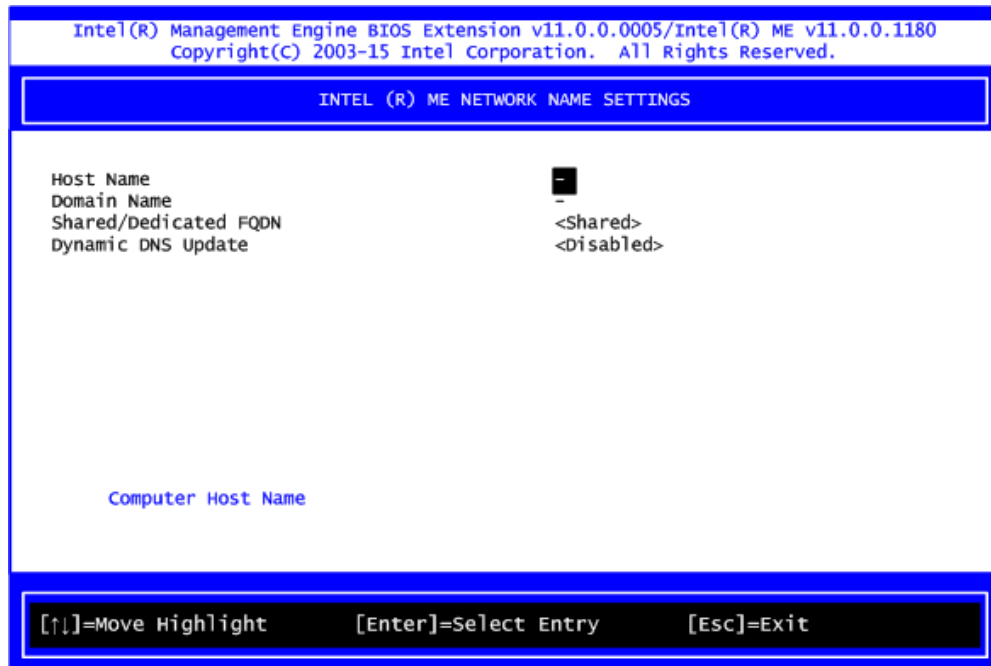 Intel(R) Management Engine BIOS Extension v11.0.0.0005/Intel(R) ME v11.0.0.1180
Copyright(C) 2003-15 Intel Corporation. All Rights Reserved.
INTEL (R) ME NETWORK NAME SETTINGS
Host Name -
Domain Name -
Shared/Dedicated FQDN <Shared>
Dynamic DNS Update <Disabled>
Computer Host Name
[↑↓]=Move Highlight [Enter]=Select Entry [Esc]=Exit